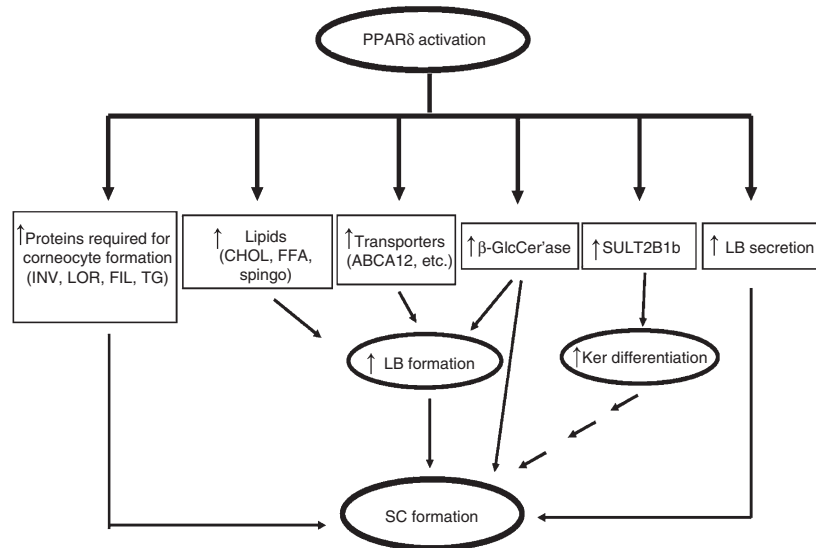 PPARδ activation
↑Proteins required for
corneocyte formation
(INV, LOR, FIL, TG)
↑ Lipids
(CHOL, FFA,
spingo)
↑Transporters
(ABCA12, etc.)
↑β-GlcCer'ase
↑SULT2B1b
↑ LB secretion
↑ LB formation
↑Ker differentiation
SC formation